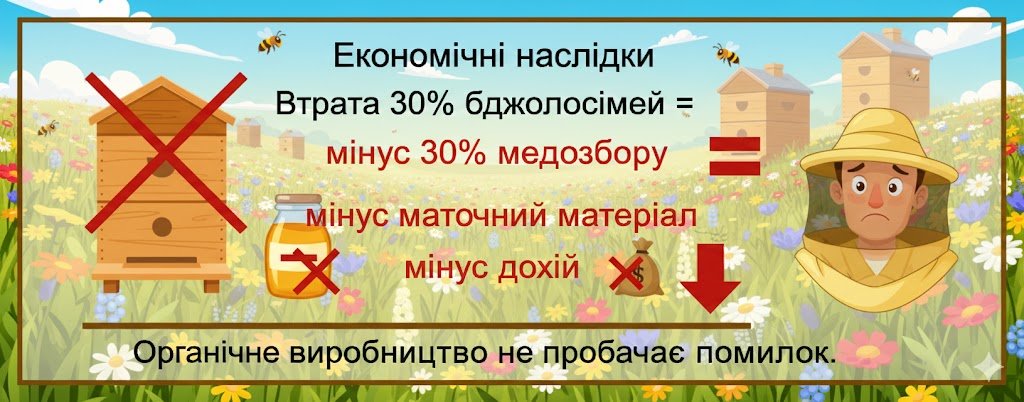 Економічні наслідки
Втрата 30% бджолосімей =
мінус 30% медозбору
мінус маточний матеріал
мінус дохій
$
Органічне виробництво не пробачає помилок.